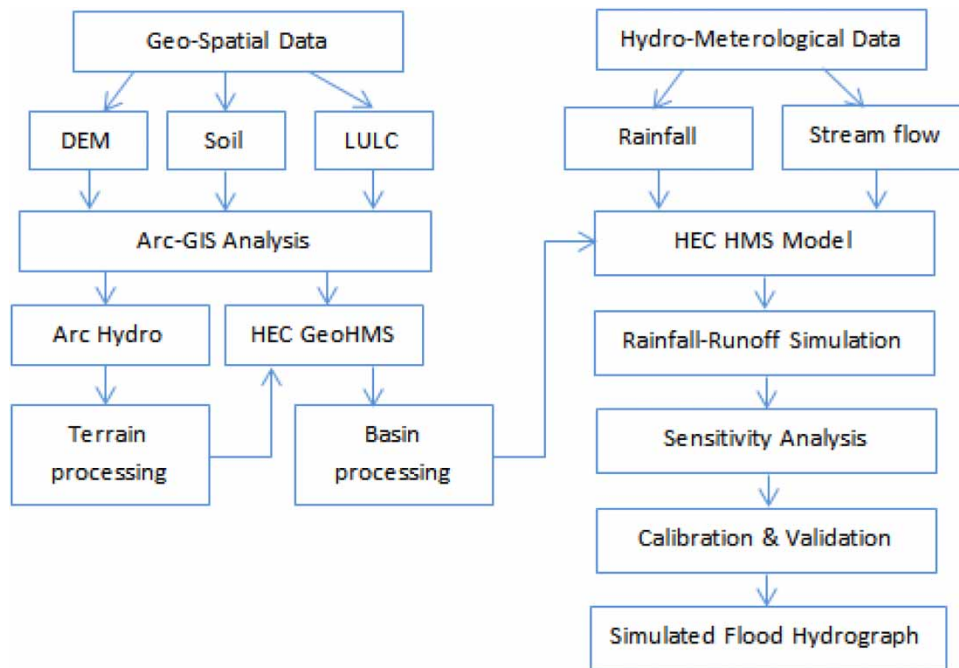 Geo-Spatial Data
DEM
Soil
LULC
Arc-GIS Analysis
Arc Hydro
HEC GeoHMS
Terrain
processing
Basin
processing
Hydro-Meterological Data
Rainfall
Stream flow
HEC HMS Model
Rainfall-Runoff Simulation
Sensitivity Analysis
Calibration & Validation
Simulated Flood Hydrograph